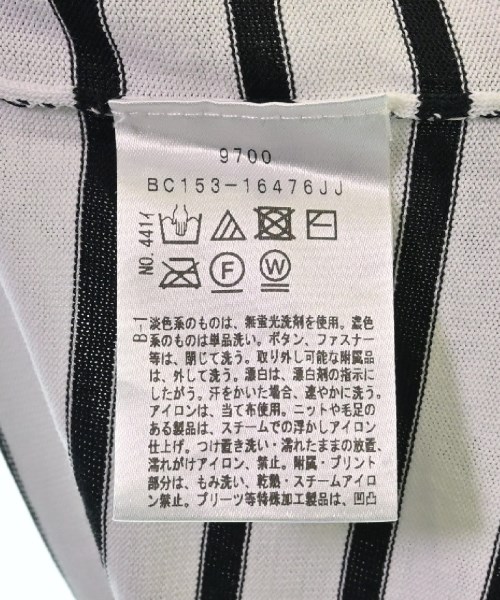 9700
BC153-16476JJ
NO. 441イ
F
W
B-1
淡色系のものは、無蛍光洗剤を使用。濃色
系のものは単品洗い。ボタン、ファスナー
等は、閉じて洗う。取り外し可能な附属品
は、外して洗う。漂白は、漂白剤の指示に
したがう。汗をかいた場合、速やかに洗う。
アイロンは、当て布使用。ニットや毛足の
ある製品は、スチームでの浮かしアイロン
仕上げ。つけ置き洗い・濡れたままの放置、
濡れがけアイロン、禁止。附属・プリント
部分は、もみ洗い、乾熱・スチームアイロ
ン禁止。プリーツ等特殊加工製品は、凹凸